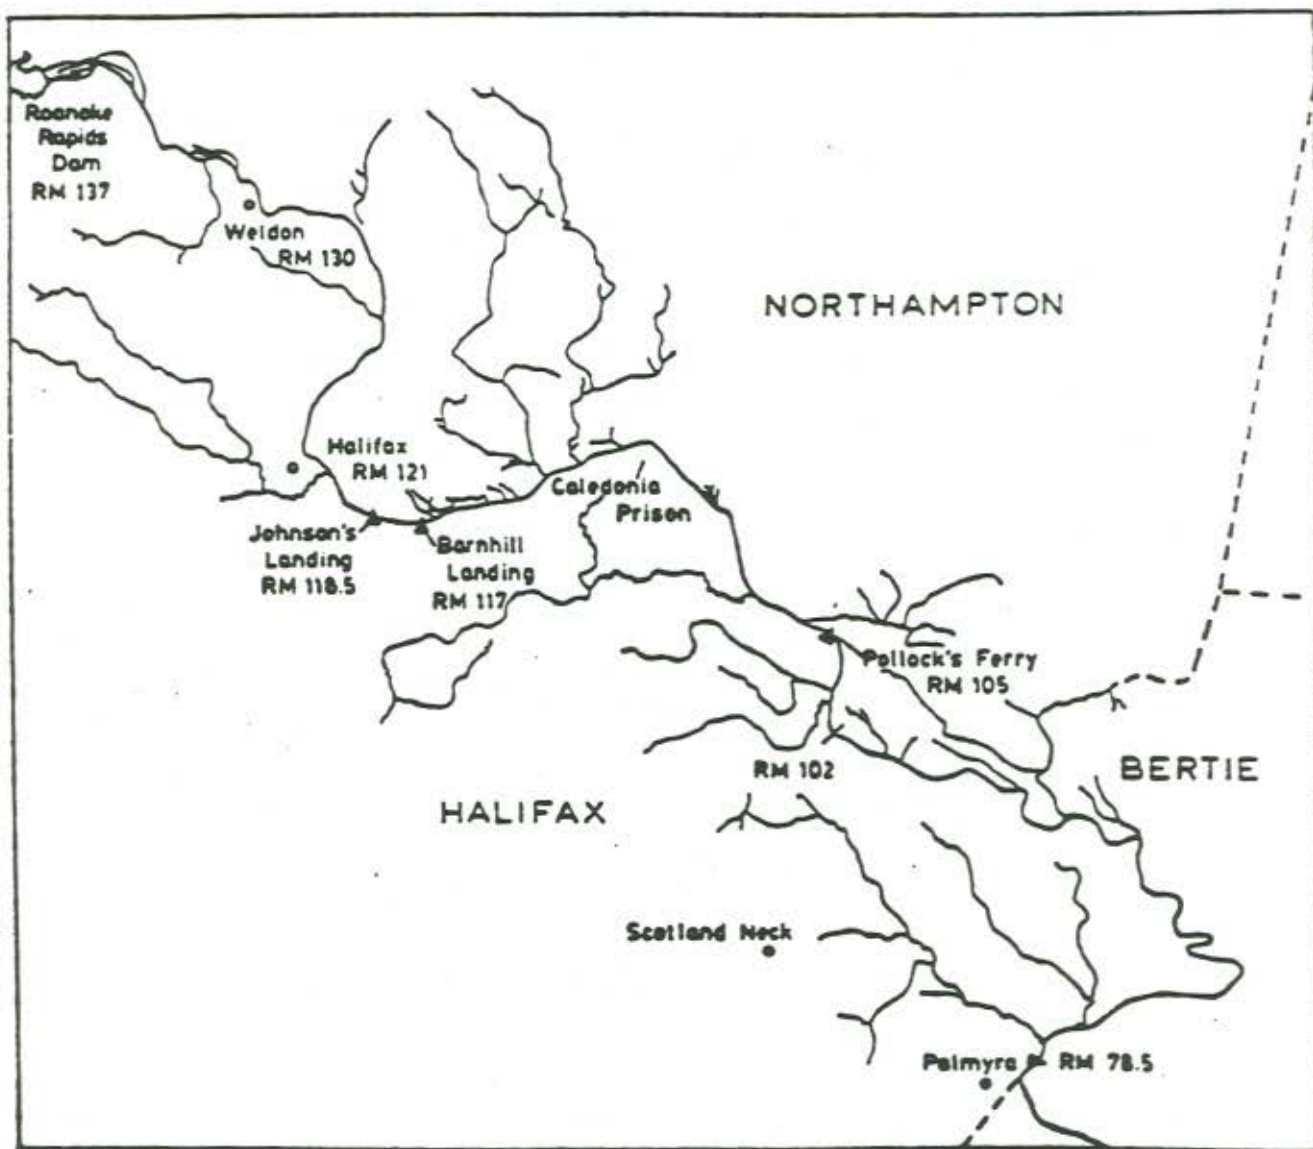 Roanoke
Rapids
Dam
RM 137
Weldon
RM 130
NORTHAMPTON
Halifax
RM 121
Caledonia
Prison
Johnson's
Landing
RM 118.5
Barnhill
Landing
RM 117
Pollock's Ferry
RM 105
RM 102
BERTIE
HALIFAX
Scotland Neck
Palmyra RM 78.5